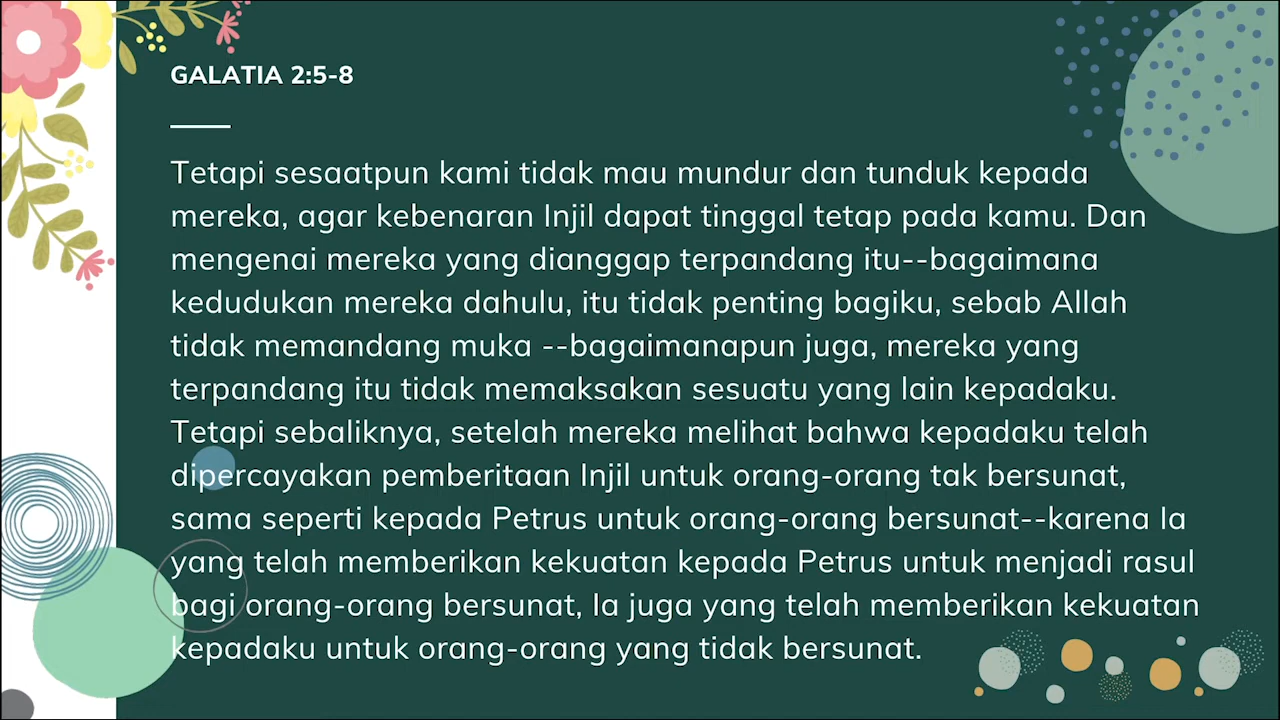 GALATIA 2:5-8
Tetapi sesaatpun kami tidak mau mundur dan tunduk kepada
mereka, agar kebenaran Injil dapat tinggal tetap pada kamu. Dan
mengenai mereka yang dianggap terpandang itu--bagaimana
kedudukan mereka dahulu, itu tidak penting bagiku, sebab Allah
tidak memandang muka --bagaimanapun juga, mereka yang
terpandang itu tidak memaksakan sesuatu yang lain kepadaku.
Tetapi sebaliknya, setelah mereka melihat bahwa kepadaku telah
dipercayakan pemberitaan Injil untuk orang-orang tak bersunat,
sama seperti kepada Petrus untuk orang-orang bersunat--karena Ia
yang telah memberikan kekuatan kepada Petrus untuk menjadi rasul
bagi orang-orang bersunat, Ia juga yang telah memberikan kekuatan
kepadaku untuk orang-orang yang tidak bersunat.